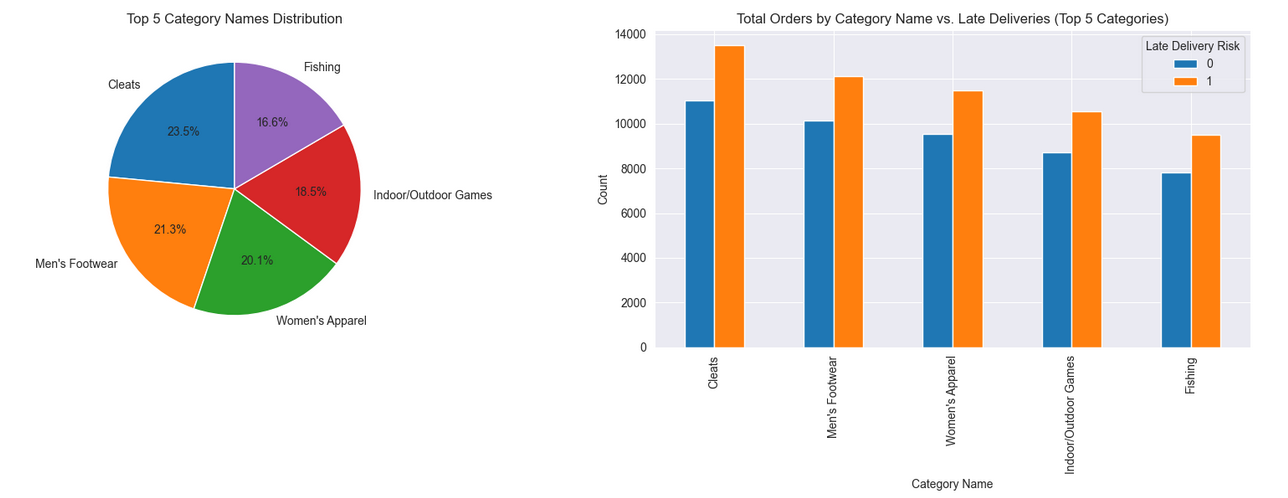 Top 5 Category Names Distribution
Fishing
Cleats
16.6%
23.5%
18.5%
Indoor/Outdoor Games
21.3%
Men's Footwear
20.1%
Women's Apparel
Total Orders by Category Name vs. Late Deliveries (Top 5 Categories)
Late Delivery Risk
0
1
14000
12000
10000
8000
6000
4000
2000
0
Count
Cleats
Men's Footwear
Women's Apparel
Indoor/Outdoor Games
Fishing
Category Name